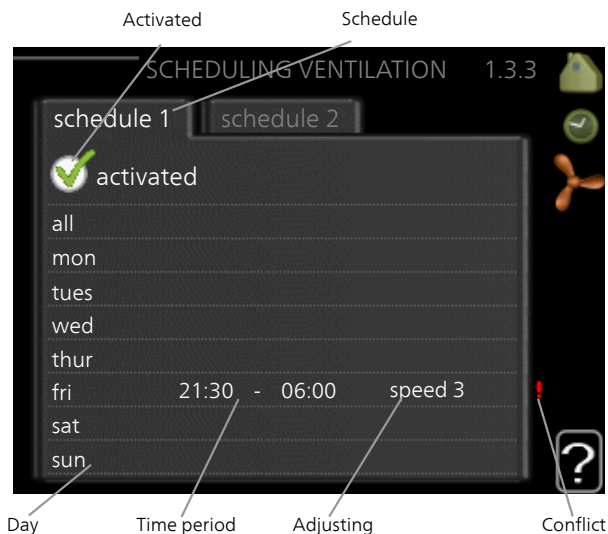 Activated Schedule
SCHEDULING VENTILATION 1.3.3
schedule 1 schedule 2
activated
all
mon
tues
wed
thur
fri 21:30 - 06:00 speed 3 !
sat
sun
?
Day Time period Adjusting Conflict